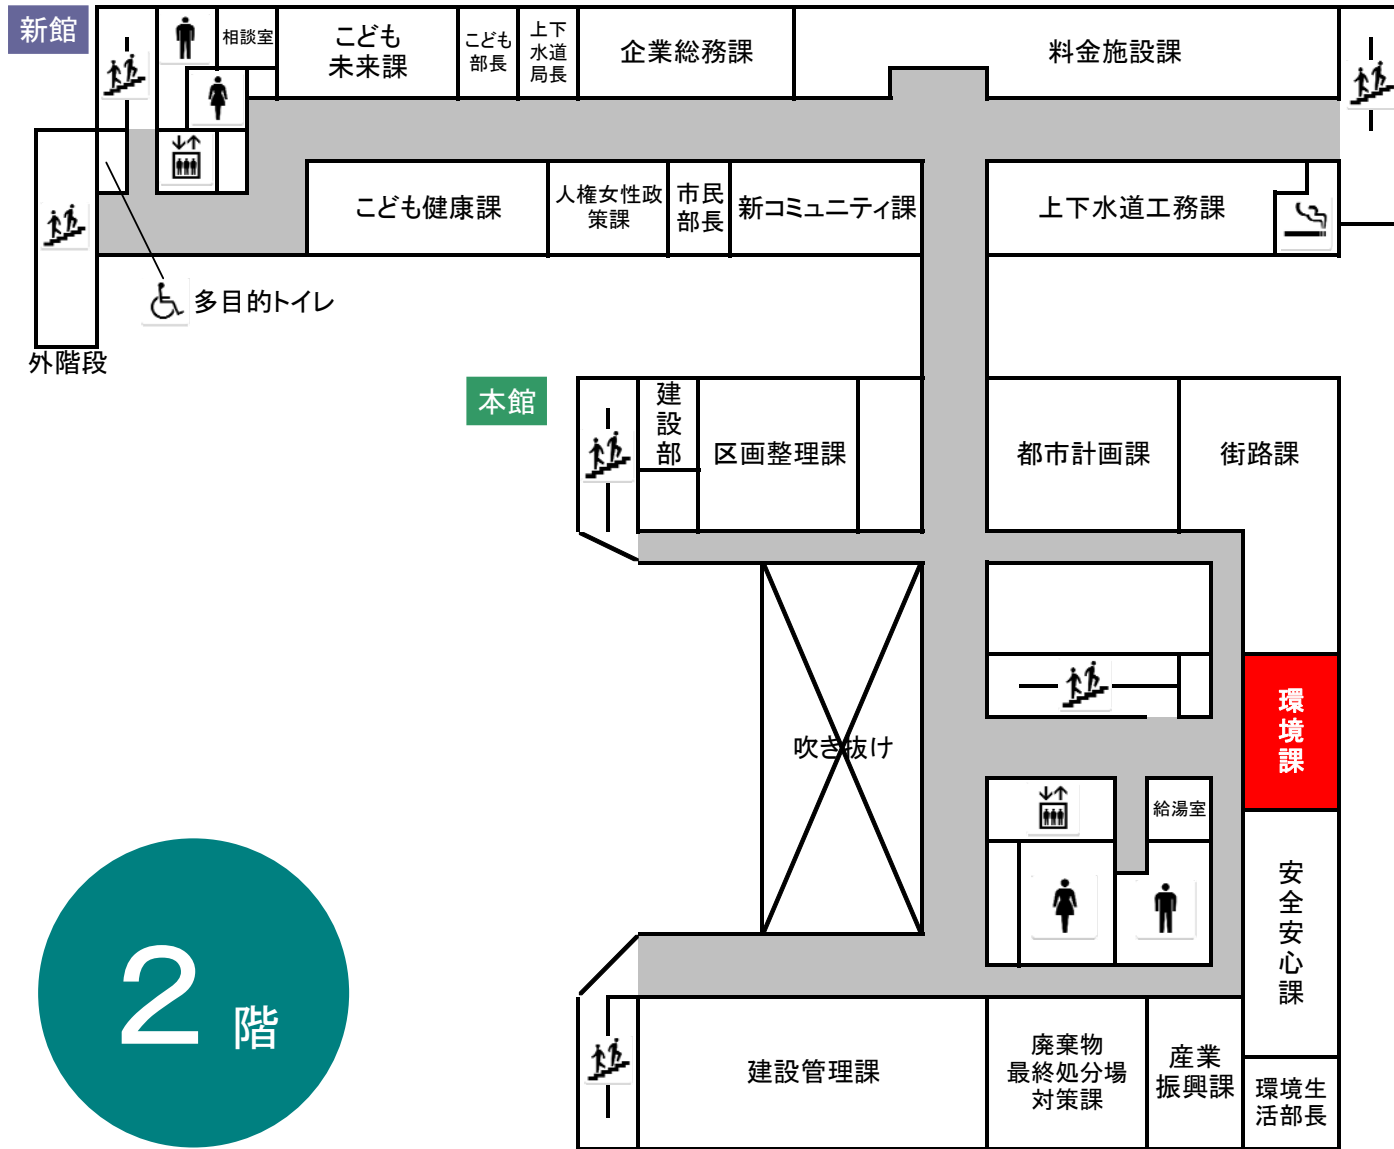 新館
相談室
こども
未来課
こども
部長
上下
水道
局長
企業総務課
料金施設課
こども健康課
人権女性政
策課
市民
部長
新コミュニティ課
上下水道工務課
多目的トイレ
外階段
本館
建
設
部
区画整理課
都市計画課
街路課
環
境
課
吹き抜け
給湯室
安
全
安
心
課
2 階
建設管理課
廃棄物
最終処分場
対策課
産業
振興課
環境生
活部長